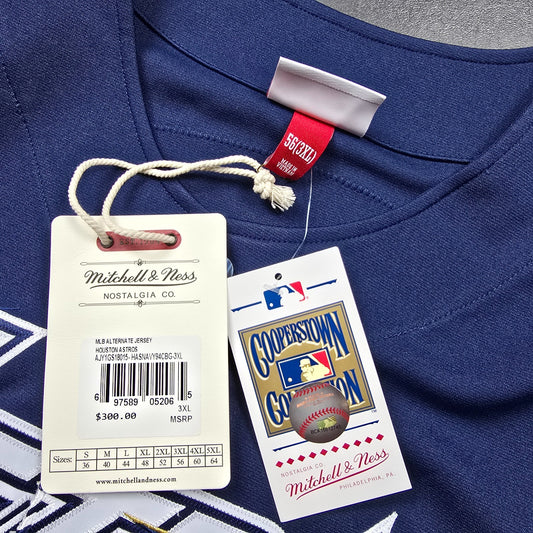 56(3XL)
MADE IN
VIETNAM
Mitchell & Ness
NOSTALGIA CO.
MLB ALTERNATE JERSEY
HOUSTON ASTROS
AJY1GS18015- HASNAVY94CBG-3XL
6 97589 05206 5
3XL
$300.00 MSRP
Sizes: S M L XL 2XL 3XL 4XL 5XL
36 40 44 48 52 56 60 64
www.mitchellandness.com
COOPERSTOWN
COLLECTION
NOSTALGIA CO.
Mitchell & Ness
PHILADELPHIA, PA.